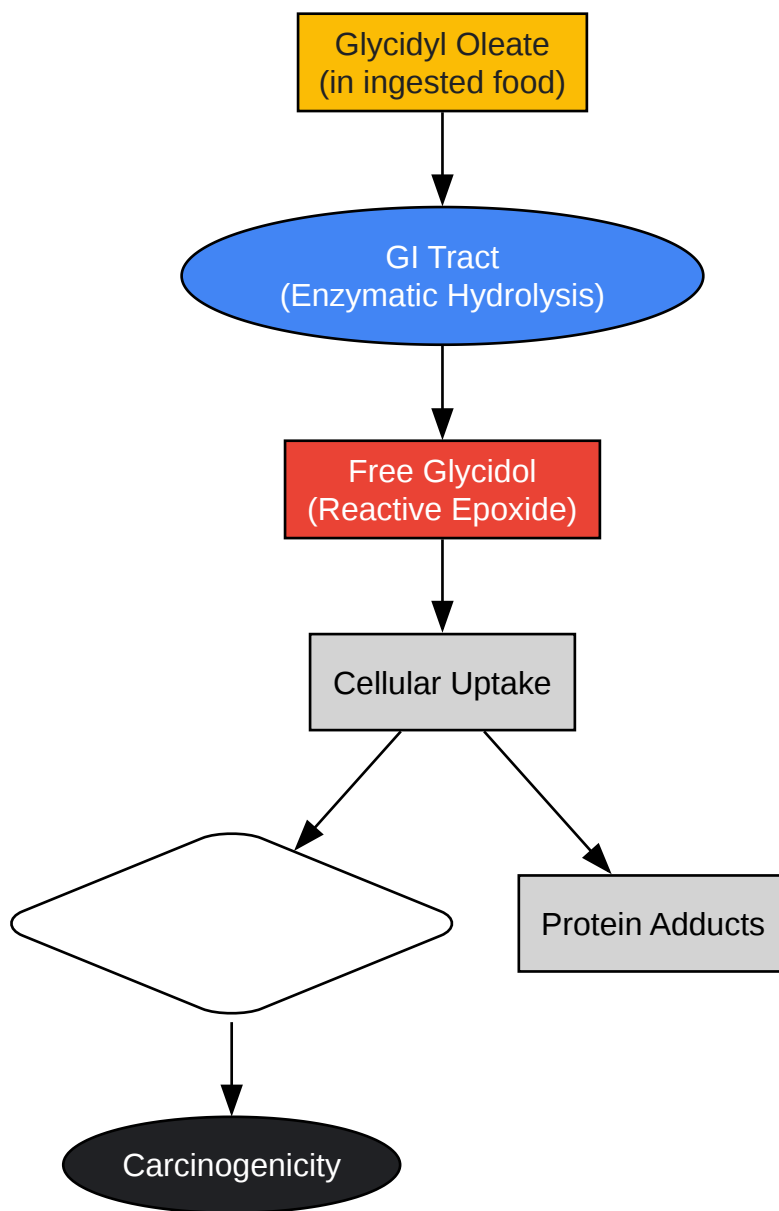 Glycidyl Oleate
(in ingested food)
GI Tract
(Enzymatic Hydrolysis)
Free Glycidol
(Reactive Epoxide)
Cellular Uptake
Protein Adducts
Carcinogenicity